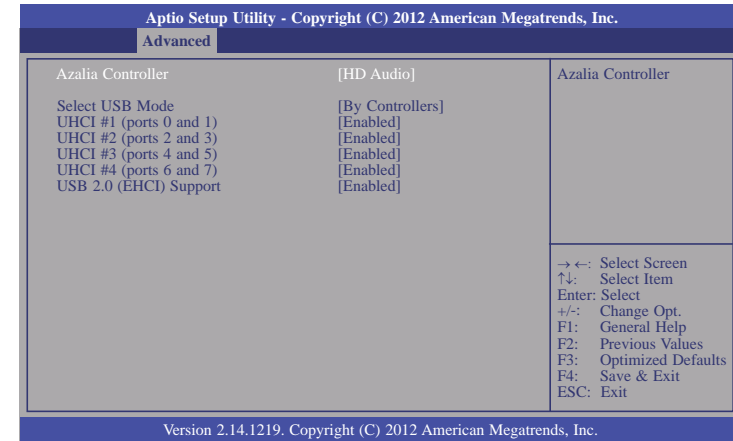 Aptio Setup Utility - Copyright (C) 2012 American Megatrends, Inc.
Advanced
Azalia Controller [HD Audio]
Select USB Mode [By Controllers]
UHCI #1 (ports 0 and 1) [Enabled]
UHCI #2 (ports 2 and 3) [Enabled]
UHCI #3 (ports 4 and 5) [Enabled]
UHCI #4 (ports 6 and 7) [Enabled]
USB 2.0 (EHCI) Support [Enabled]
Azalia Controller
→←: Select Screen
↑↓: Select Item
Enter: Select
+/-: Change Opt.
F1: General Help
F2: Previous Values
F3: Optimized Defaults
F4: Save & Exit
ESC: Exit
Version 2.14.1219. Copyright (C) 2012 American Megatrends, Inc.